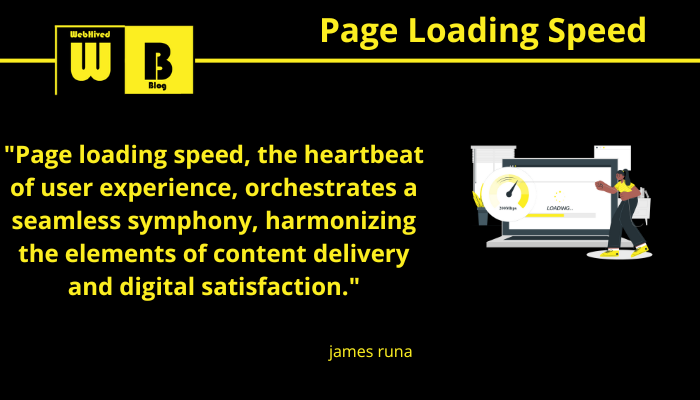 Page Loading Speed
WebHived
W
B
Blog
"Page loading speed, the heartbeat
of user experience, orchestrates a
seamless symphony, harmonizing
the elements of content delivery
and digital satisfaction."
LOADING...
james runa